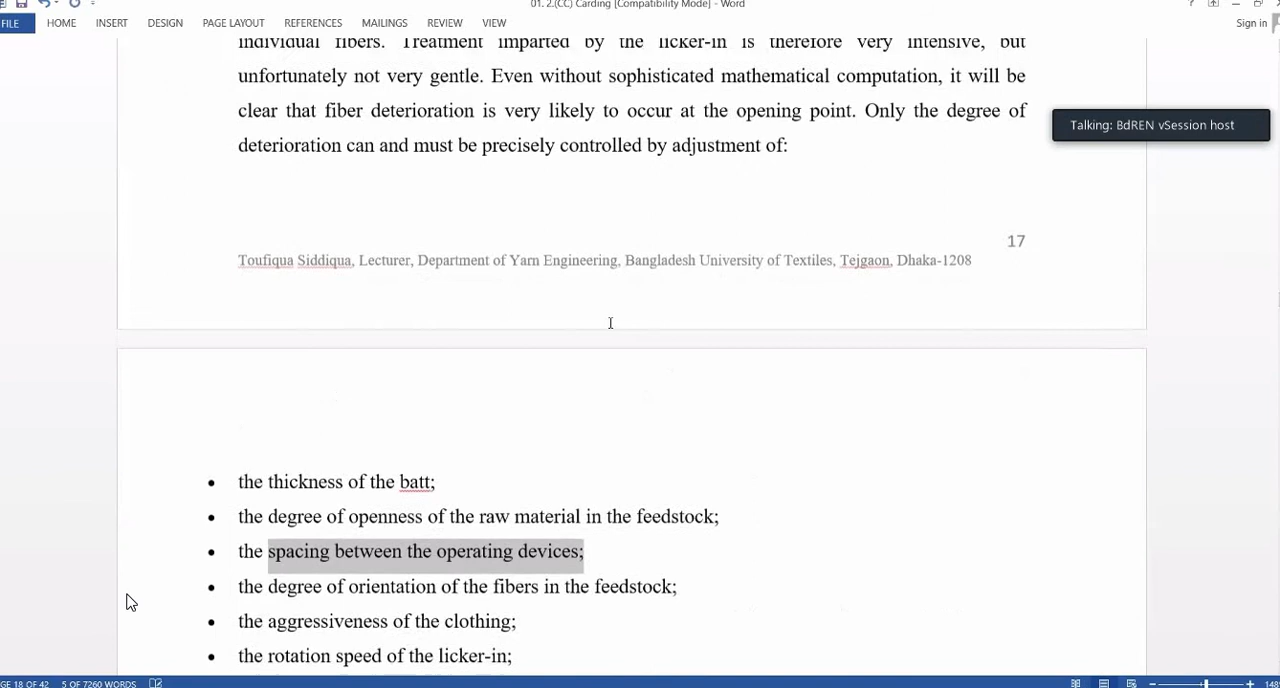 01. 2.(CC) Carding [Compatibility Mode] - Word
FILE HOME INSERT DESIGN PAGE LAYOUT REFERENCES MAILINGS REVIEW VIEW Sign in
individual fibers. Treatment imparted by the licker-in is therefore very intensive, but
unfortunately not very gentle. Even without sophisticated mathematical computation, it will be
clear that fiber deterioration is very likely to occur at the opening point. Only the degree of
Talking: BdREN vSession host
deterioration can and must be precisely controlled by adjustment of:
17
Toufiqua Siddiqua, Lecturer, Department of Yarn Engineering, Bangladesh University of Textiles, Tejgaon, Dhaka-1208
• the thickness of the batt;
• the degree of openness of the raw material in the feedstock;
• the spacing between the operating devices;
• the degree of orientation of the fibers in the feedstock;
• the aggressiveness of the clothing;
• the rotation speed of the licker-in;
GE 18 OF 42 5 OF 7260 WORDS